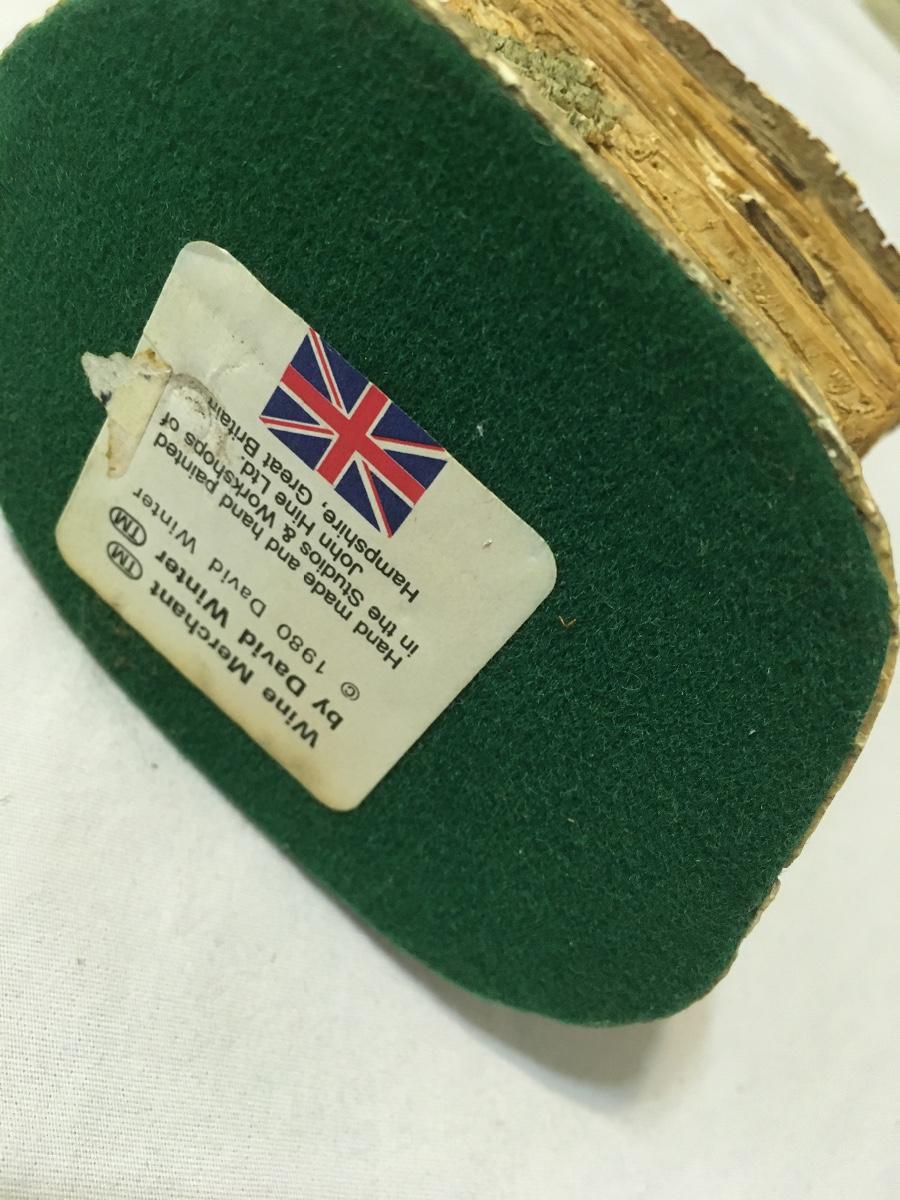 Wine Merchant ™
by David Winter ™
© 1980 David Winter
Hand made and hand painted
in the Studios & Workshops of
John Hine Ltd.
Hampshire, Great Britain